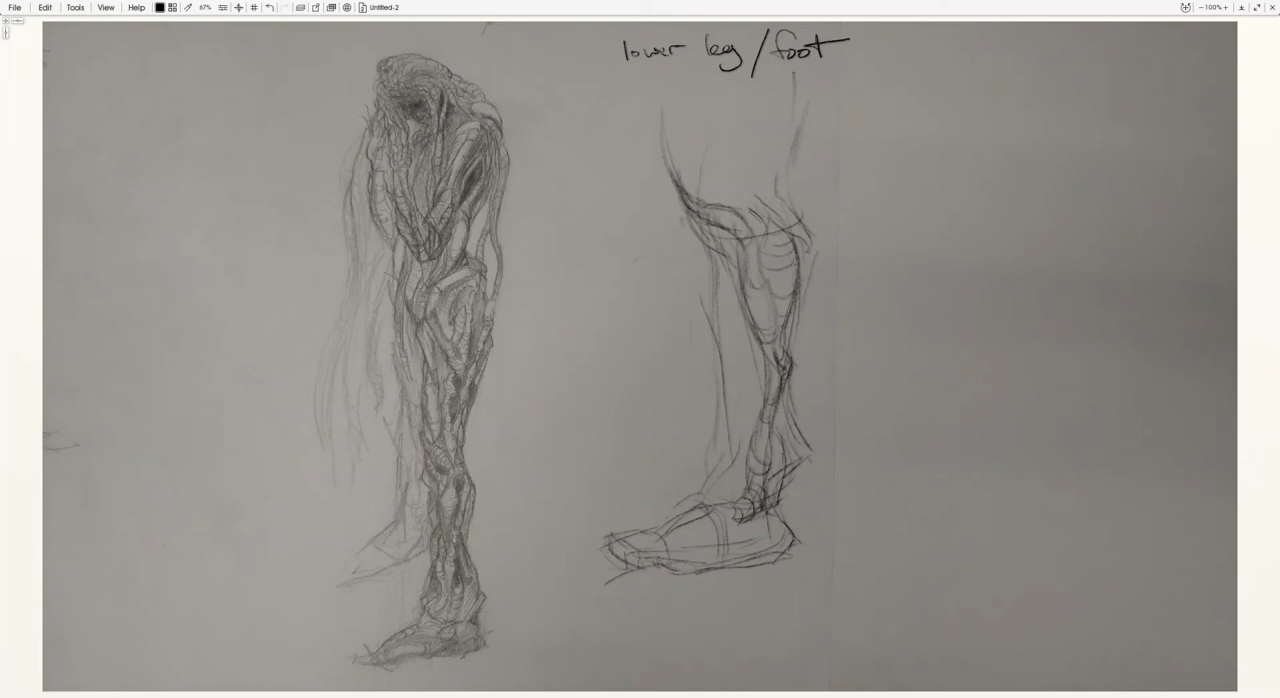 File Edit Tools View Help 67% Untitled-2 −100%+
lower leg/foot